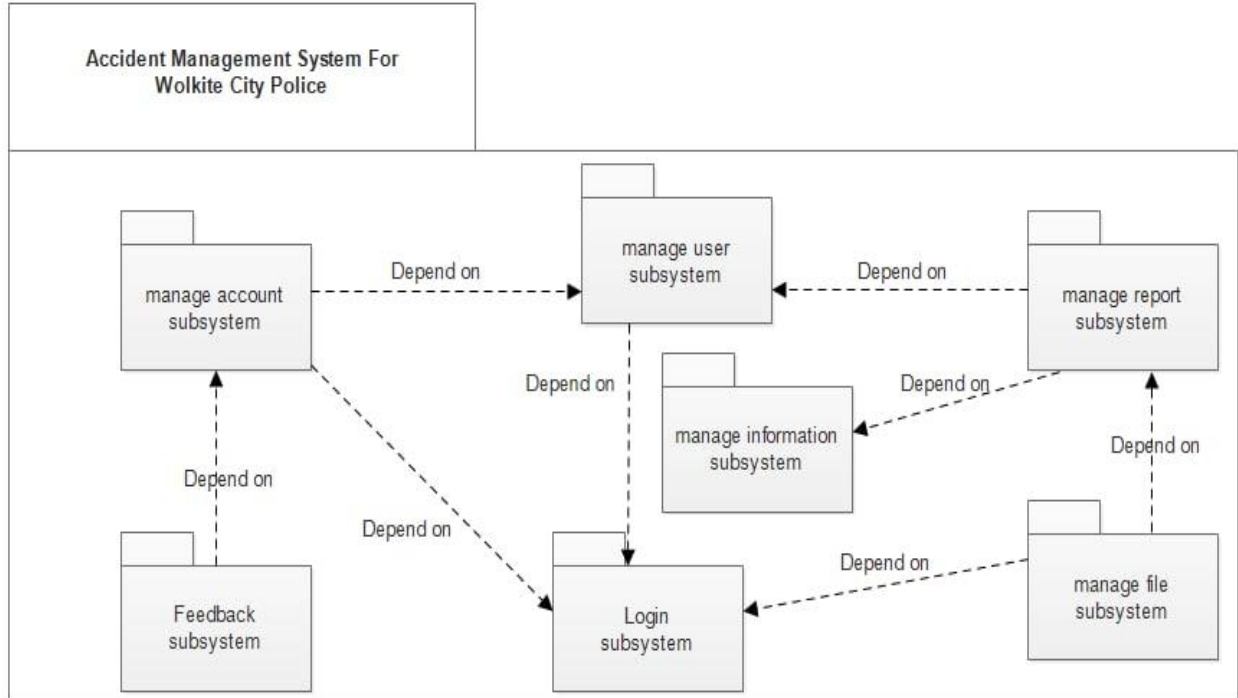 Accident Management System For
Wolkite City Police
manage user
subsystem
Depend on
Depend on
manage account
subsystem
manage report
subsystem
Depend on
Depend on
manage information
subsystem
Depend on
Depend on
Depend on
Depend on
manage file
subsystem
Feedback
subsystem
Login
subsystem